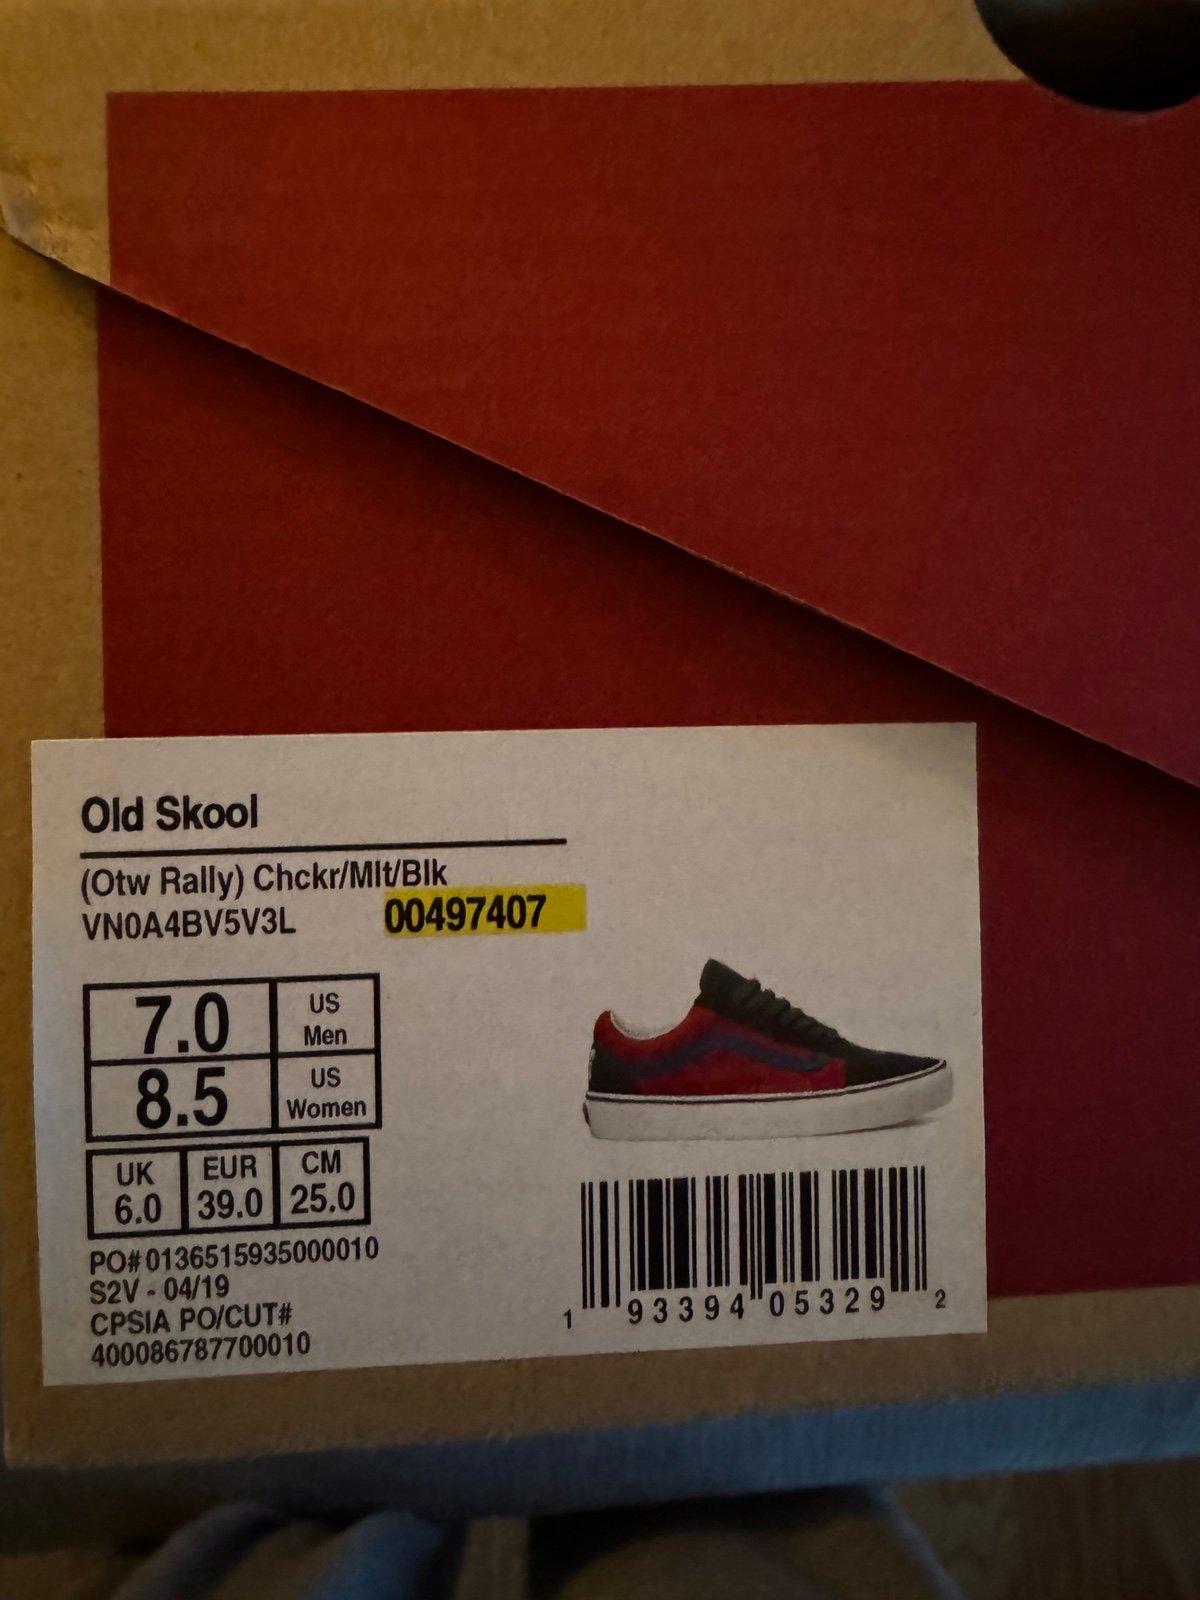 Old Skool
(Otw Rally) Chckr/Mlt/Blk
VN0A4BV5V3L 00497407
7.0 US Men
8.5 US Women
UK EUR CM
6.0 39.0 25.0
PO#0136515935000010
S2V - 04/19
CPSIA PO/CUT#
400086787700010
1 93394 05329 2